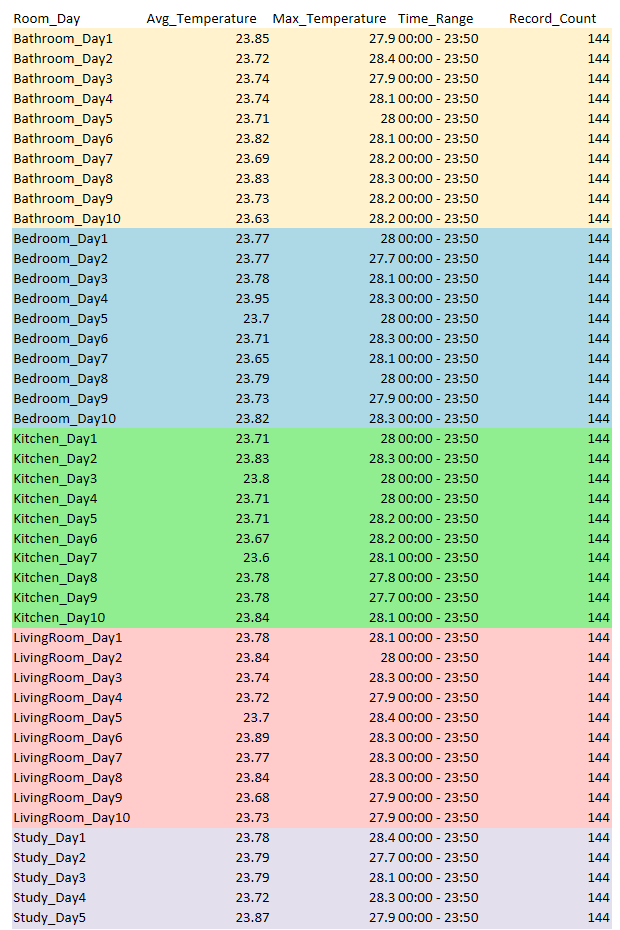 Room_Day Avg_Temperature Max_Temperature Time_Range Record_Count
Bathroom_Day1 23.85 27.9 00:00 - 23:50 144
Bathroom_Day2 23.72 28.4 00:00 - 23:50 144
Bathroom_Day3 23.74 27.9 00:00 - 23:50 144
Bathroom_Day4 23.74 28.1 00:00 - 23:50 144
Bathroom_Day5 23.71 28 00:00 - 23:50 144
Bathroom_Day6 23.82 28.1 00:00 - 23:50 144
Bathroom_Day7 23.69 28.2 00:00 - 23:50 144
Bathroom_Day8 23.83 28.3 00:00 - 23:50 144
Bathroom_Day9 23.73 28.2 00:00 - 23:50 144
Bathroom_Day10 23.63 28.2 00:00 - 23:50 144
Bedroom_Day1 23.77 28 00:00 - 23:50 144
Bedroom_Day2 23.77 27.7 00:00 - 23:50 144
Bedroom_Day3 23.78 28.1 00:00 - 23:50 144
Bedroom_Day4 23.95 28.3 00:00 - 23:50 144
Bedroom_Day5 23.7 28 00:00 - 23:50 144
Bedroom_Day6 23.71 28.3 00:00 - 23:50 144
Bedroom_Day7 23.65 28.1 00:00 - 23:50 144
Bedroom_Day8 23.79 28 00:00 - 23:50 144
Bedroom_Day9 23.73 27.9 00:00 - 23:50 144
Bedroom_Day10 23.82 28.3 00:00 - 23:50 144
Kitchen_Day1 23.71 28 00:00 - 23:50 144
Kitchen_Day2 23.83 28.3 00:00 - 23:50 144
Kitchen_Day3 23.8 28 00:00 - 23:50 144
Kitchen_Day4 23.71 28 00:00 - 23:50 144
Kitchen_Day5 23.71 28.2 00:00 - 23:50 144
Kitchen_Day6 23.67 28.2 00:00 - 23:50 144
Kitchen_Day7 23.6 28.1 00:00 - 23:50 144
Kitchen_Day8 23.78 27.8 00:00 - 23:50 144
Kitchen_Day9 23.78 27.7 00:00 - 23:50 144
Kitchen_Day10 23.84 28.1 00:00 - 23:50 144
LivingRoom_Day1 23.78 28.1 00:00 - 23:50 144
LivingRoom_Day2 23.84 28 00:00 - 23:50 144
LivingRoom_Day3 23.74 28.3 00:00 - 23:50 144
LivingRoom_Day4 23.72 27.9 00:00 - 23:50 144
LivingRoom_Day5 23.7 28.4 00:00 - 23:50 144
LivingRoom_Day6 23.89 28.3 00:00 - 23:50 144
LivingRoom_Day7 23.77 28.3 00:00 - 23:50 144
LivingRoom_Day8 23.84 28.3 00:00 - 23:50 144
LivingRoom_Day9 23.68 27.9 00:00 - 23:50 144
LivingRoom_Day10 23.73 27.9 00:00 - 23:50 144
Study_Day1 23.78 28.4 00:00 - 23:50 144
Study_Day2 23.79 27.7 00:00 - 23:50 144
Study_Day3 23.79 28.1 00:00 - 23:50 144
Study_Day4 23.72 28.3 00:00 - 23:50 144
Study_Day5 23.87 27.9 00:00 - 23:50 144